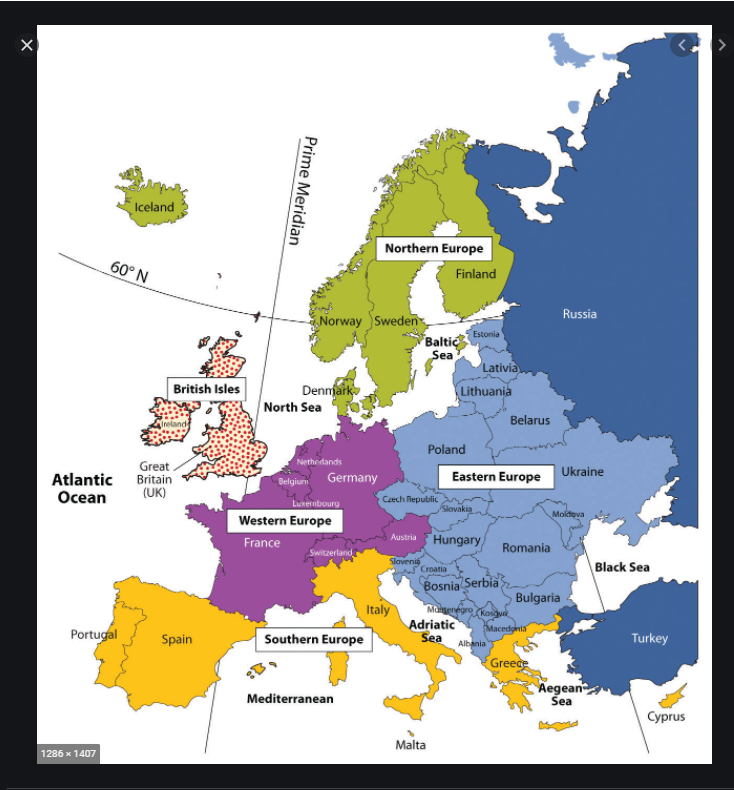 Prime Meridian
Iceland
60° N
Northern Europe
Finland
Norway
Sweden
Russia
Estonia
Baltic
Sea
Lativia
Lithuania
British Isles
Denmark
North Sea
Ireland
Belarus
Great
Britain
(UK)
Netherlands
Belgium
Germany
Poland
Eastern Europe
Ukraine
Atlantic
Ocean
Luxembourg
Czech Republic
Slovakia
Moldova
Western Europe
France
Switzerland
Austria
Hungary
Romania
Slovenia
Croatia
Black Sea
Bosnia
Serbia
Bulgaria
Italy
Montenegro
Kosovo
Adriatic
Sea
Macedonia
Albania
Portugal
Spain
Southern Europe
Turkey
Greece
Mediterranean
Aegean
Sea
Cyprus
Malta
1286 × 1407